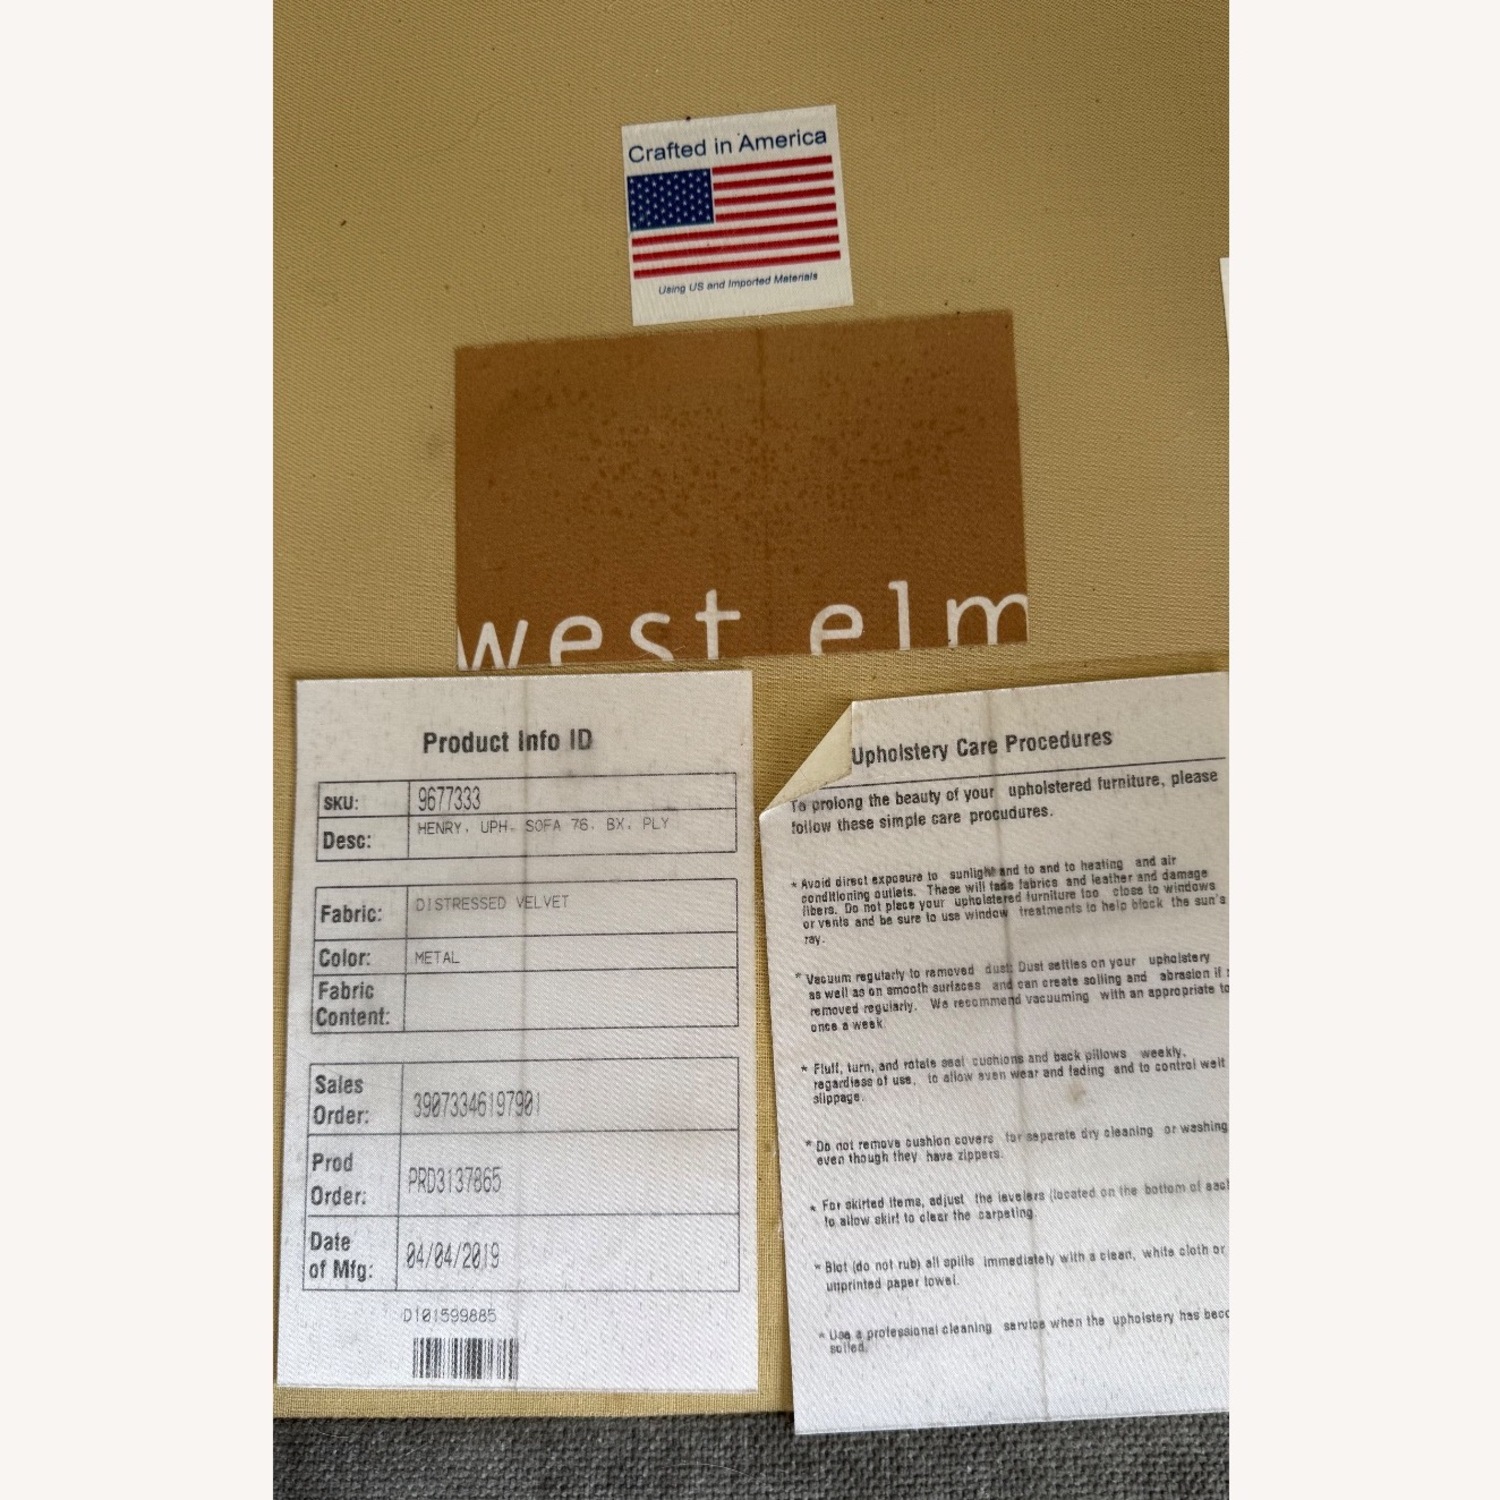 Crafted in America
Using US and Imported Materials
west elm
Product Info ID
SKU: 9677333
Desc: HENRY, UPH. SOFA 76, BX, PLY
Fabric: DISTRESSED VELVET
Color: METAL
Fabric
Content:
Sales
Order: 39073346197901
Prod
Order: PRD3137865
Date
of Mfg: 04/04/2019
D101599885
Upholstery Care Procedures
To prolong the beauty of your upholstered furniture, please
follow these simple care procudures.
* Avoid direct exposure to sunlight and to and to heating and air
conditioning outlets. These will fade fabrics and leather and damage
fibers. Do not place your upholstered furniture too close to windows
or vents and be sure to use window treatments to help block the sun's
ray.
* Vacuum regularly to removed dust. Dust settles on your upholstery
as well as on smooth surfaces and can create soiling and abrasion if
removed regularly. We recommend vacuuming with an appropriate to
once a week
* Fluff, turn, and rotate seat cushions and back pillows weekly,
regardless of use, to allow even wear and fading and to control welt
slippage.
* Do not remove cushion covers for separate dry cleaning or washing
even though they have zippers.
* For skirted items, adjust the levelers (located on the bottom of each
to allow skirt to clear the carpeting.
* Blot (do not rub) all spills immediately with a clean, white cloth or
unprinted paper towel.
* Use a professional cleaning service when the upholstery has beco
soiled.